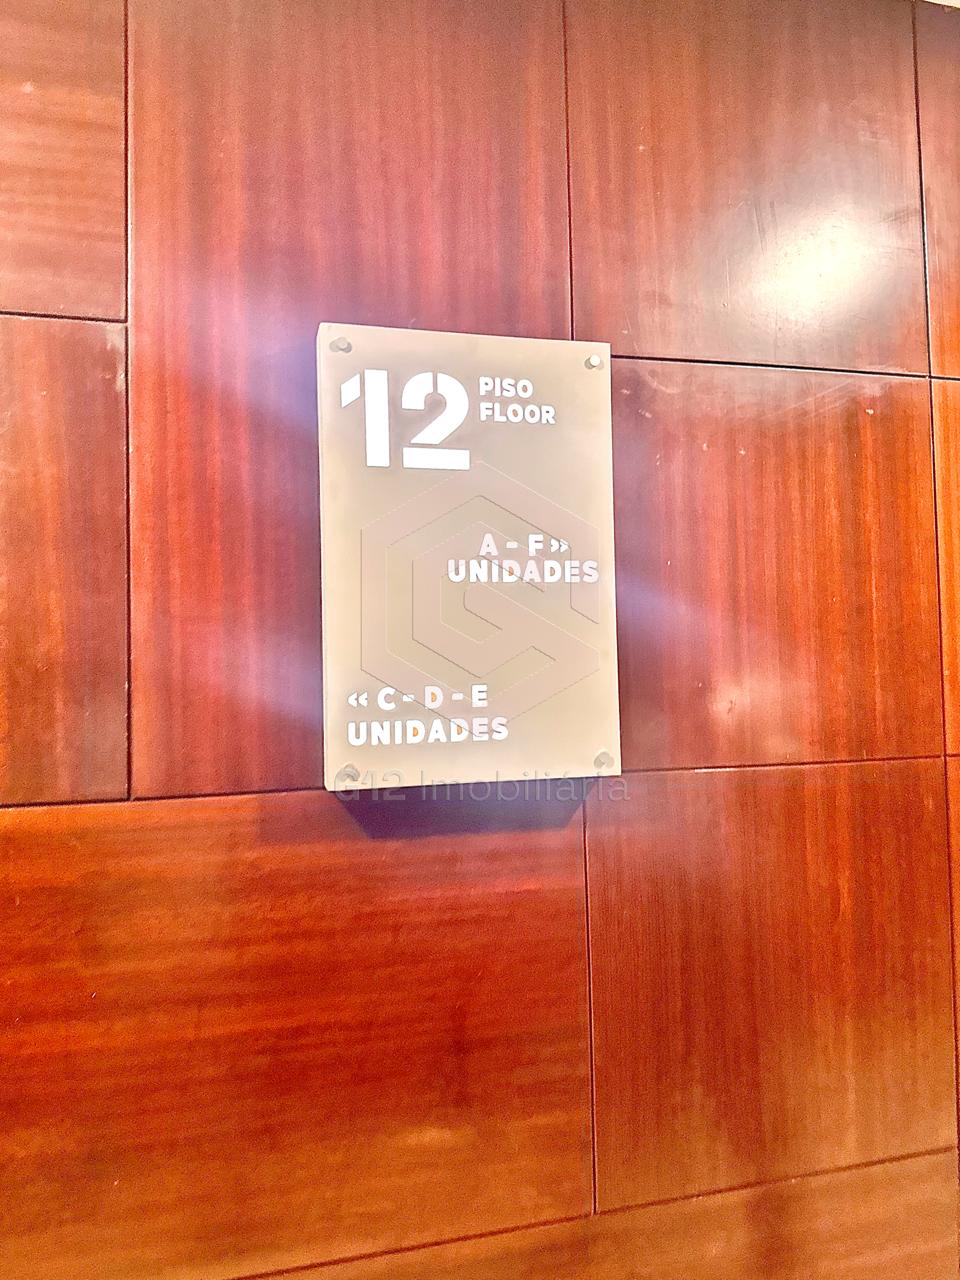 12 PISO
FLOOR
A - F »
UNIDADES
« C - D - E
UNIDADES
G12 Imobiliária